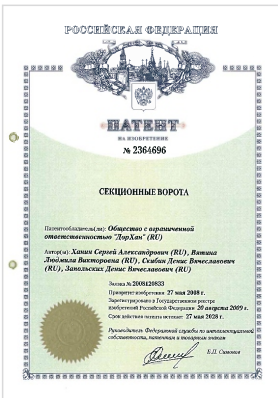 РОССИЙСКАЯ ФЕДЕРАЦИЯ
ПАТЕНТ
НА ИЗОБРЕТЕНИЕ
№ 2364696
СЕКЦИОННЫЕ ВОРОТА
Патентообладатель(ли): Общество с ограниченной
ответственностью "ДорХан" (RU)
Автор(ы): Ханин Сергей Александрович (RU), Вятина
Людмила Викторовна (RU), Скибин Денис Вячеславович
(RU), Запольских Денис Вячеславович (RU)
Заявка № 2008120833
Приоритет изобретения 27 мая 2008 г.
Зарегистрировано в Государственном реестре
изобретений Российской Федерации 20 августа 2009 г.
Срок действия патента истекает 27 мая 2028 г.
Руководитель Федеральной службы по интеллектуальной
собственности, патентам и товарным знакам
Б.П. Симонов